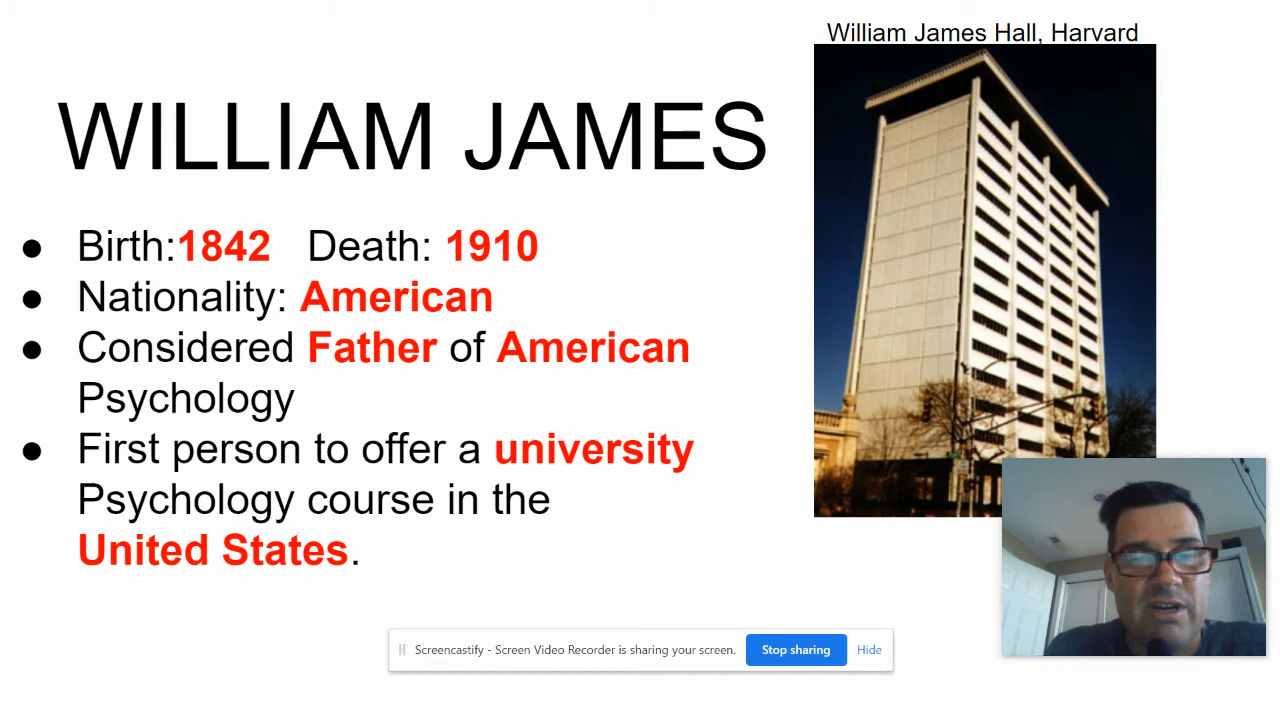 William James Hall, Harvard
WILLIAM JAMES
● Birth:1842 Death: 1910
● Nationality: American
● Considered Father of American
Psychology
● First person to offer a university
Psychology course in the
United States.
Screencastify - Screen Video Recorder is sharing your screen. Stop sharing Hide